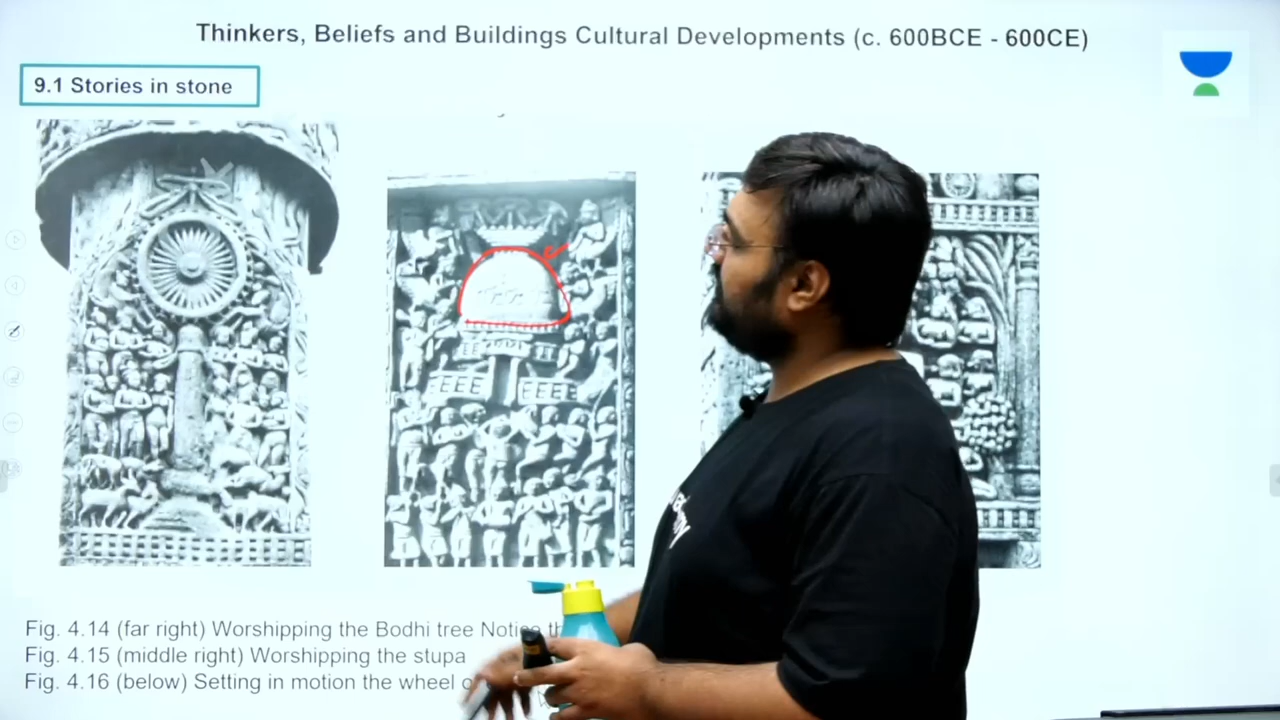 Thinkers, Beliefs and Buildings Cultural Developments (c. 600BCE - 600CE)
9.1 Stories in stone
Fig. 4.14 (far right) Worshipping the Bodhi tree Notice
Fig. 4.15 (middle right) Worshipping the stupa
Fig. 4.16 (below) Setting in motion the wheel